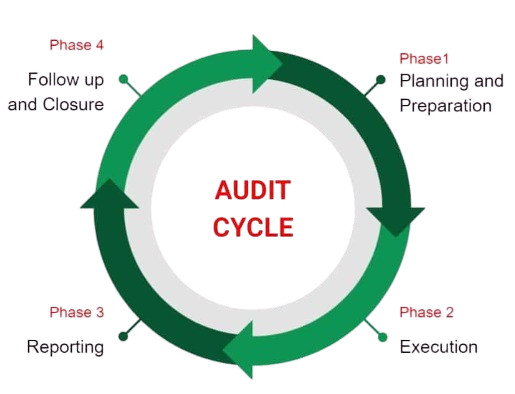 Phase 4
Follow up
and Closure
Phase1
Planning and
Preparation
AUDIT
CYCLE
Phase 3
Reporting
Phase 2
Execution